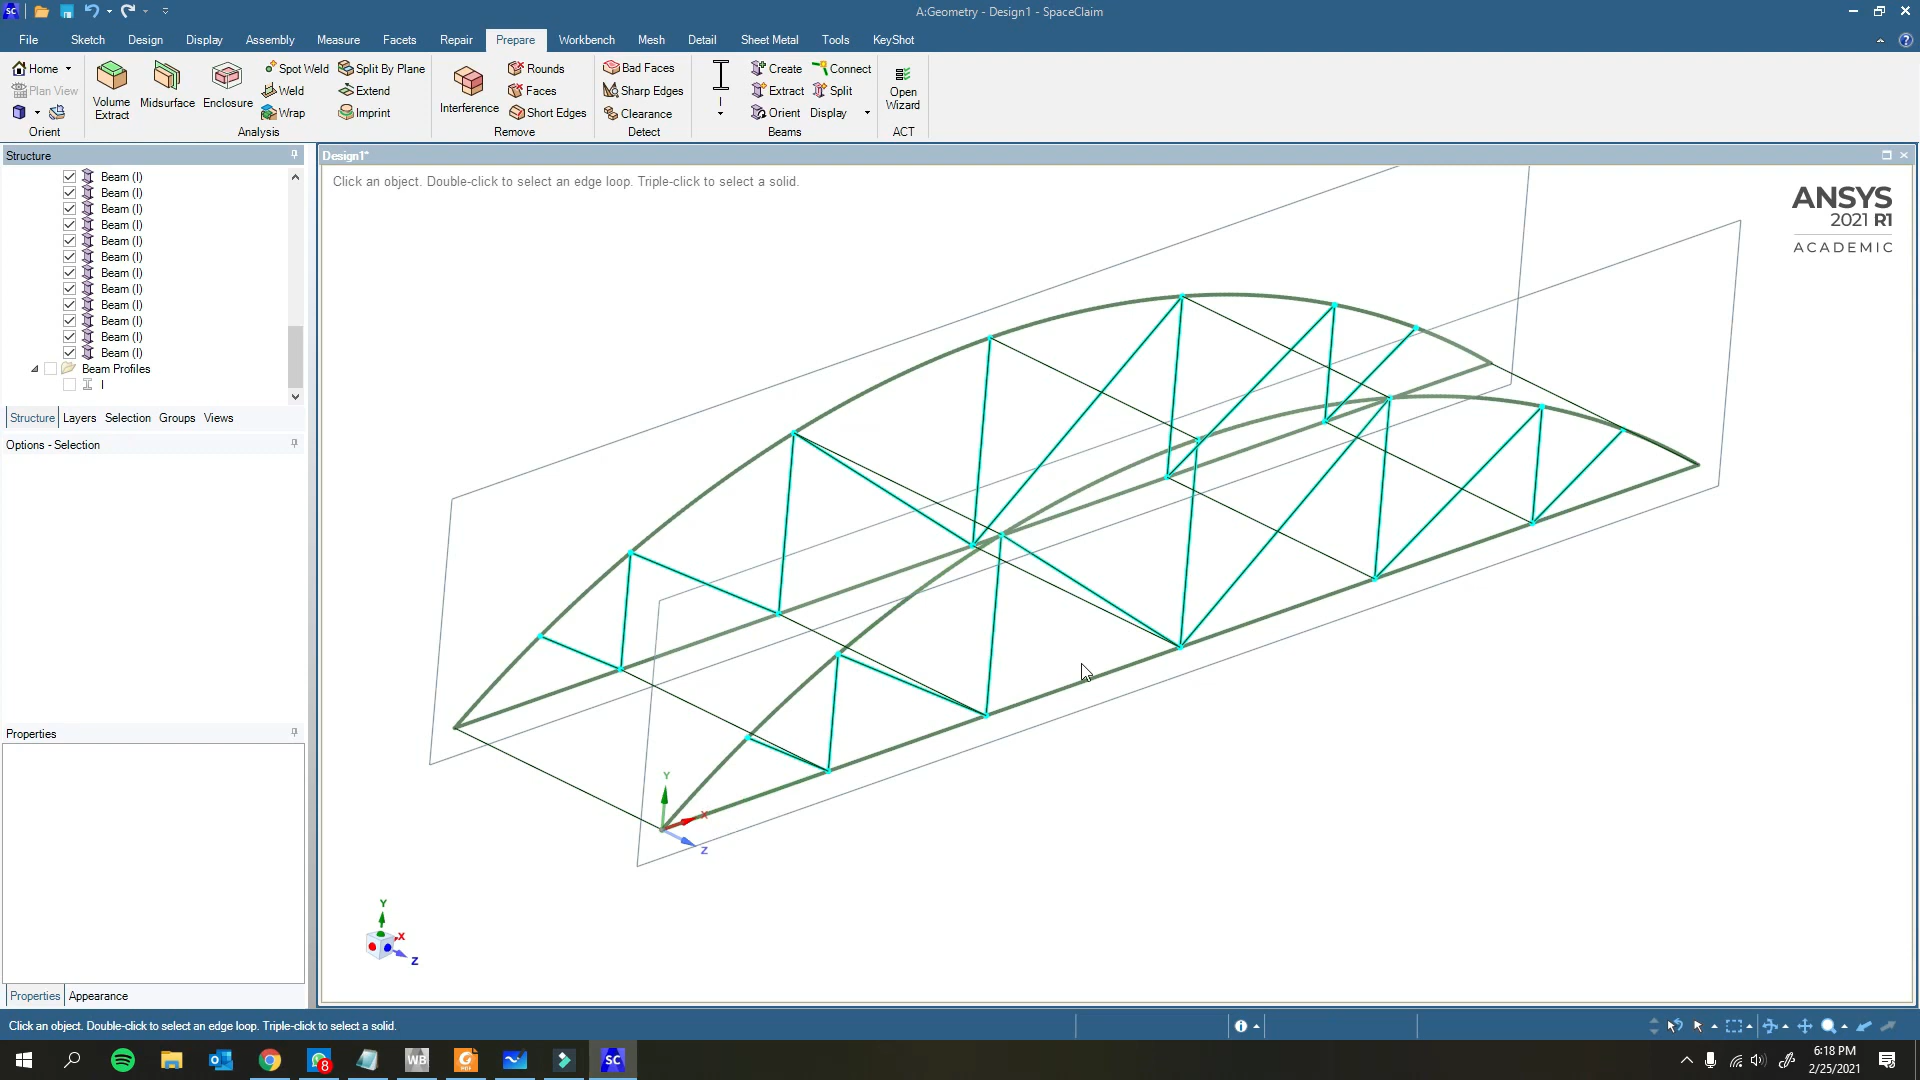 SC
A:Geometry - Design1 - SpaceClaim
File Sketch Design Display Assembly Measure Facets Repair Prepare Workbench Mesh Detail Sheet Metal Tools KeyShot
Home
Plan View
Orient
Volume Extract
Midsurface
Enclosure
Spot Weld
Weld
Wrap
Split By Plane
Extend
Imprint
Analysis
Interference
Rounds
Faces
Short Edges
Remove
Bad Faces
Sharp Edges
Clearance
Detect
I
Create
Extract
Orient
Connect
Split
Display
Beams
Open Wizard
ACT
Structure
Beam (I)
Beam (I)
Beam (I)
Beam (I)
Beam (I)
Beam (I)
Beam (I)
Beam (I)
Beam (I)
Beam (I)
Beam (I)
Beam (I)
Beam Profiles
I
Structure Layers Selection Groups Views
Options - Selection
Properties
Properties Appearance
Design1*
Click an object. Double-click to select an edge loop. Triple-click to select a solid.
ANSYS
2021 R1
ACADEMIC
Y
X
Z
Y
X
Z
Click an object. Double-click to select an edge loop. Triple-click to select a solid.
8
WB
SC
6:18 PM
2/25/2021